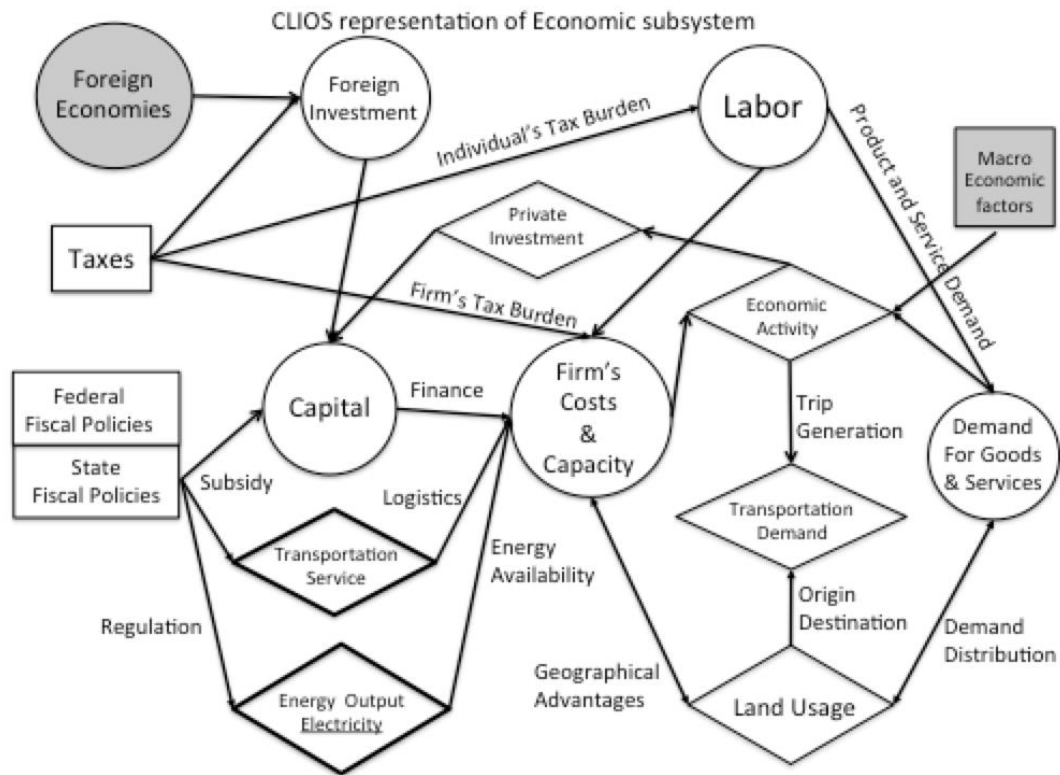 CLIOS representation of Economic subsystem
Foreign
Economies
Foreign
Investment
Labor
Individual's Tax Burden
Product and Service Demand
Macro
Economic
factors
Private
Investment
Taxes
Firm's Tax Burden
Economic
Activity
Federal
Fiscal Policies
State
Fiscal Policies
Capital
Finance
Firm's
Costs
&
Capacity
Trip
Generation
Demand
For Goods
& Services
Subsidy
Logistics
Transportation
Demand
Transportation
Service
Energy
Availability
Origin
Destination
Regulation
Demand
Distribution
Geographical
Advantages
Energy Output
Electricity
Land Usage